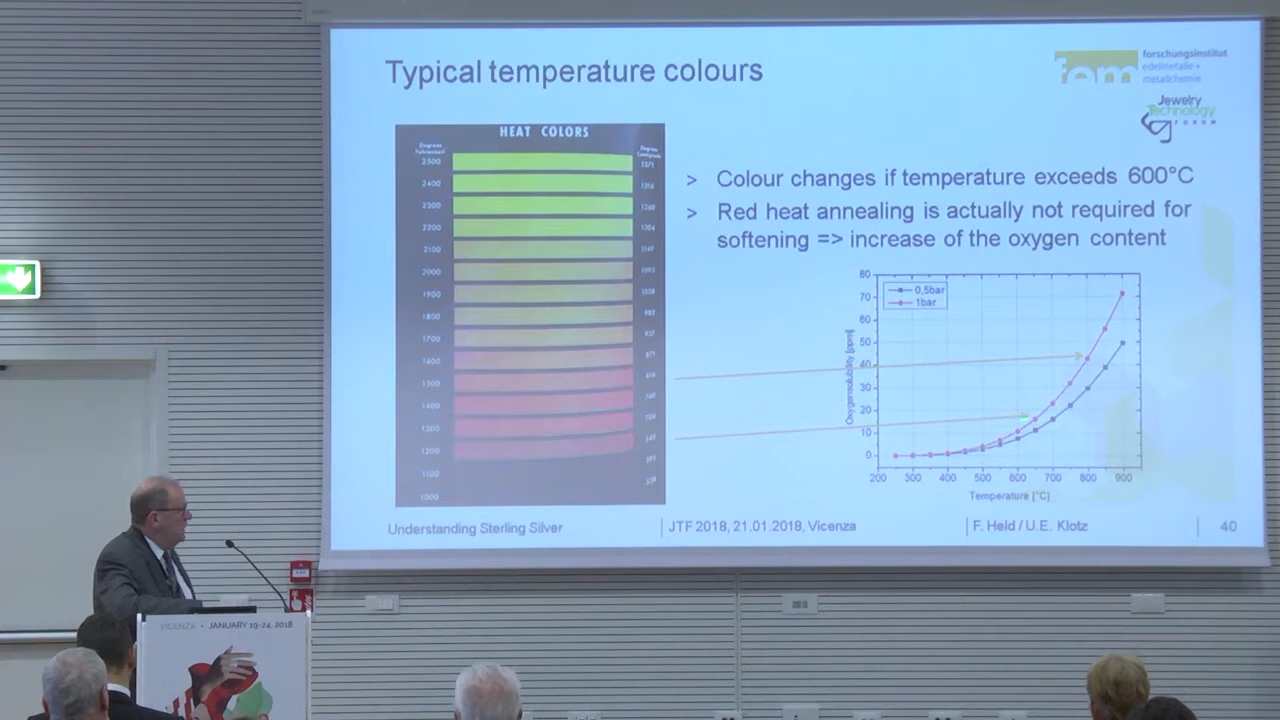 Typical temperature colours
fem
forschungsinstitut
edelmetalle +
metallchemie
Jewelry
Technology
FORUM
HEAT COLORS
Degrees
Fahrenheit
Degrees
2500
1371
2400
1316
2300
1260
2200
1204
2100
1149
2000
1093
1900
1038
1800
982
1700
927
1600
871
1500
816
1400
760
1300
704
1200
649
1100
593
1000
538
> Colour changes if temperature exceeds 600°C
> Red heat annealing is actually not required for
softening => increase of the oxygen content
0,5bar
1bar
Oxygensolubility [ppm]
80
70
60
50
40
30
20
10
0
200 300 400 500 600 700 800 900
Temperature [°C]
Understanding Sterling Silver
JTF 2018, 21.01.2018, Vicenza
F. Held / U.E. Klotz
40
VICENZA • JANUARY 19-24, 2018